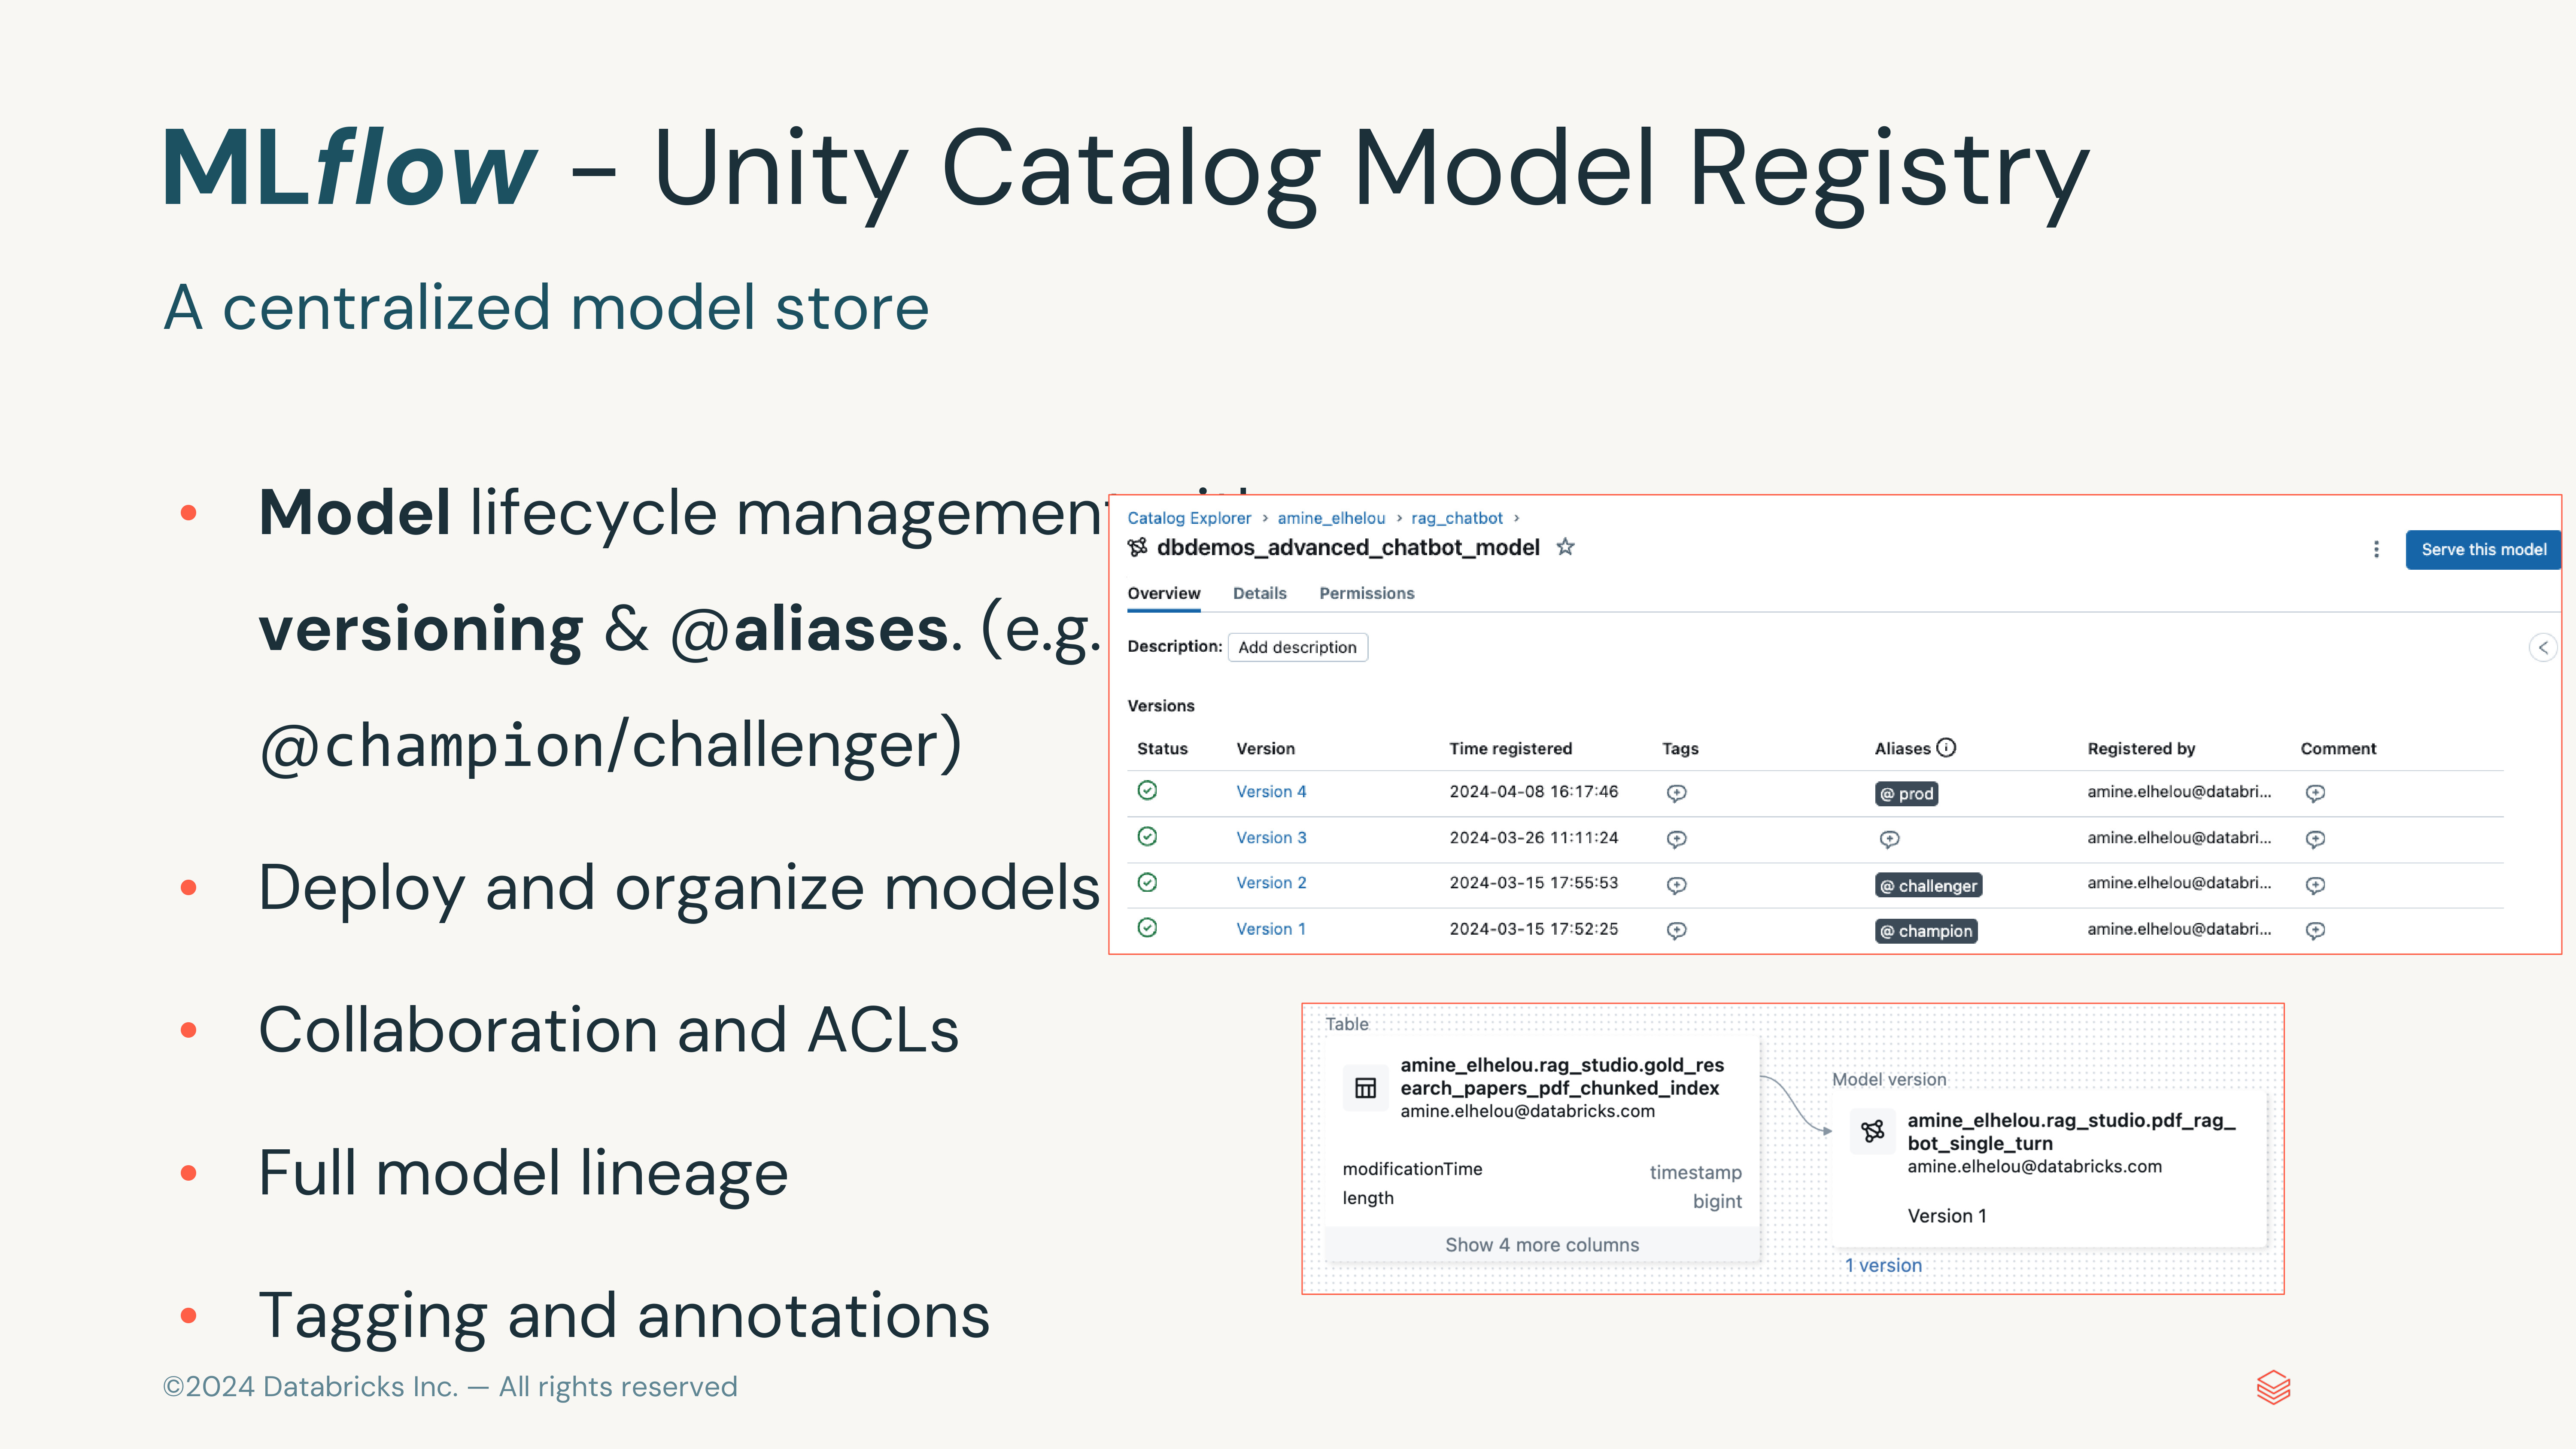 MLflow – Unity Catalog Model Registry
A centralized model store
• Model lifecycle management
versioning & @aliases. (e.g.
@champion/challenger)
• Deploy and organize models
• Collaboration and ACLs
• Full model lineage
• Tagging and annotations
Catalog Explorer > amine_elhelou > rag_chatbot >
dbdemos_advanced_chatbot_model
Serve this model
Overview Details Permissions
Description: Add description
Versions
Status Version Time registered Tags Aliases Registered by Comment
Version 4 2024-04-08 16:17:46 @ prod amine.elhelou@databri...
Version 3 2024-03-26 11:11:24 amine.elhelou@databri...
Version 2 2024-03-15 17:55:53 @ challenger amine.elhelou@databri...
Version 1 2024-03-15 17:52:25 @ champion amine.elhelou@databri...
Table
amine_elhelou.rag_studio.gold_res
earch_papers_pdf_chunked_index
amine.elhelou@databricks.com
modificationTime timestamp
length bigint
Show 4 more columns
Model version
amine_elhelou.rag_studio.pdf_rag_
bot_single_turn
amine.elhelou@databricks.com
Version 1
1 version
©2024 Databricks Inc. — All rights reserved